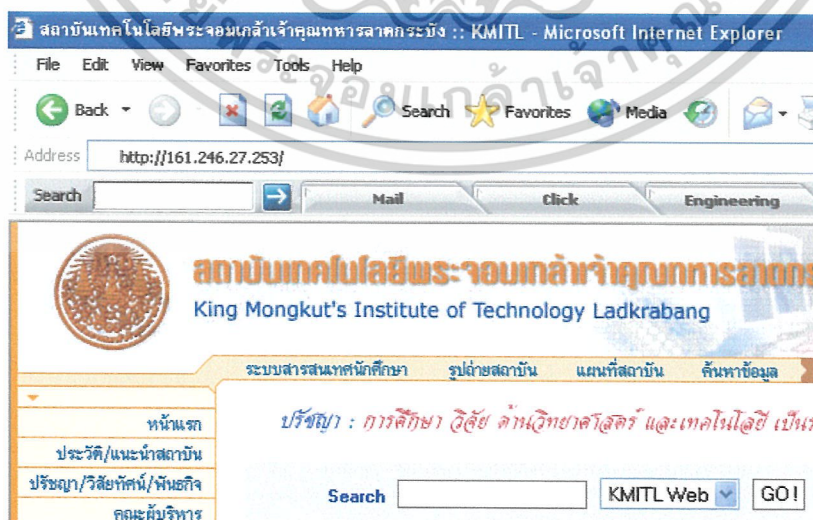 สถาบันเทคโนโลยีพระจอมเกล้าเจ้าคุณทหารลาดกระบัง :: KMITL - Microsoft Internet Explorer
File Edit View Favorites Tools Help
Back Search Favorites Media
Address http://161.246.27.253/
Search Mail Click Engineering
สถาบันเทคโนโลยีพระจอมเกล้าเจ้าคุณทหารลาดกร
King Mongkut's Institute of Technology Ladkrabang
ระบบสารสนเทศนักศึกษา รูปถ่ายสถาบัน แผนที่สถาบัน ค้นหาข้อมูล
หน้าแรก
ปรัชญา : การศึกษา วิจัย ด้านวิทยาศาสตร์ และเทคโนโลยี เป็น
ประวัติ/แนะนำสถาบัน
ปรัชญา/วิสัยทัศน์/พันธกิจ
Search KMITL Web GO!
คณะผู้บริหาร